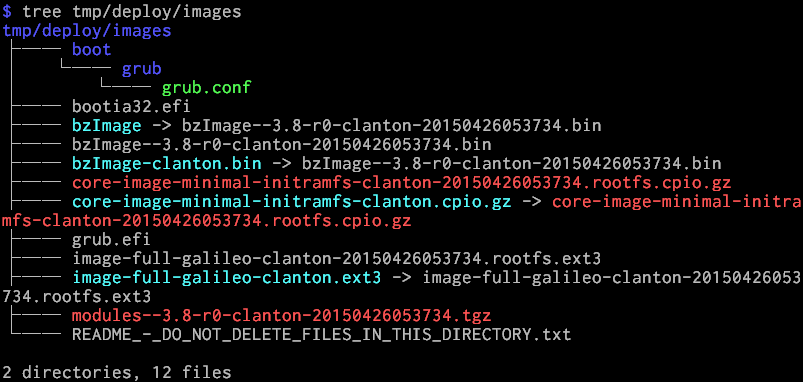 $ tree tmp/deploy/images
tmp/deploy/images
├── boot
│   └── grub
│       └── grub.conf
├── bootia32.efi
├── bzImage -> bzImage--3.8-r0-clanton-20150426053734.bin
├── bzImage--3.8-r0-clanton-20150426053734.bin
├── bzImage-clanton.bin -> bzImage--3.8-r0-clanton-20150426053734.bin
├── core-image-minimal-initramfs-clanton-20150426053734.rootfs.cpio.gz
├── core-image-minimal-initramfs-clanton.cpio.gz -> core-image-minimal-initra
mfs-clanton-20150426053734.rootfs.cpio.gz
├── grub.efi
├── image-full-galileo-clanton-20150426053734.rootfs.ext3
├── image-full-galileo-clanton.ext3 -> image-full-galileo-clanton-20150426053
734.rootfs.ext3
├── modules--3.8-r0-clanton-20150426053734.tgz
└── README_-_DO_NOT_DELETE_FILES_IN_THIS_DIRECTORY.txt
2 directories, 12 files